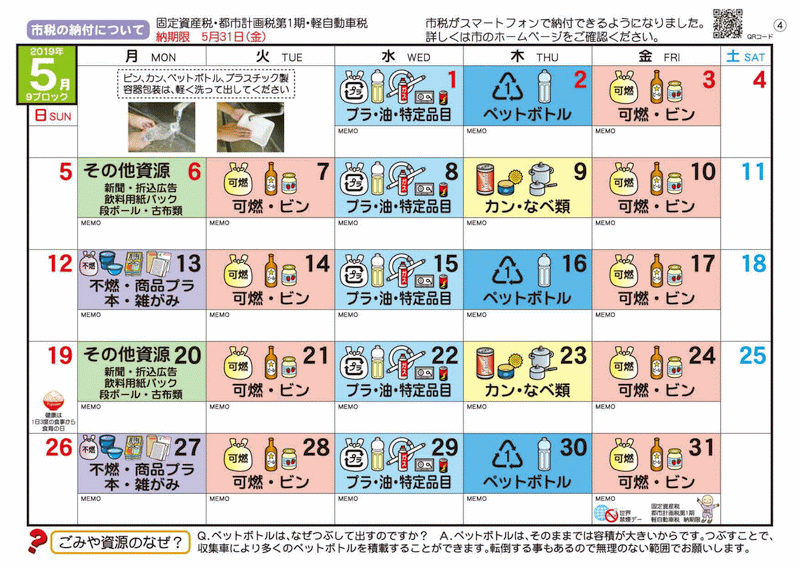 市税の納付について
固定資産税・都市計画税第1期・軽自動車税
納期限 5月31日(金)
市税がスマートフォンで納付できるようになりました。
詳しくは市のホームページをご確認ください。
QRコード
④
2019年
5月
9ブロック
月 MON
火 TUE
水 WED
木 THU
金 FRI
土 SAT
日 SUN
ビン、カン、ペットボトル、プラスチック製
容器包装は、軽く洗って出してください
1
プラ
プラ・油・特定品目
MEMO
2
1
ペットボトル
MEMO
3
可燃
可燃・ビン
MEMO
4
5
その他資源 6
新聞・折込広告
飲料用紙パック
段ボール・古布類
MEMO
7
可燃
可燃・ビン
MEMO
8
プラ
プラ・油・特定品目
MEMO
9
カン・なべ類
MEMO
10
可燃
可燃・ビン
MEMO
11
12
不燃
13
不燃・商品プラ
本・雑がみ
MEMO
14
可燃
可燃・ビン
MEMO
15
プラ
プラ・油・特定品目
MEMO
16
1
ペットボトル
MEMO
17
可燃
可燃・ビン
MEMO
18
19
健康は
1日3度の食事から
食育の日
その他資源 20
新聞・折込広告
飲料用紙パック
段ボール・古布類
MEMO
21
可燃
可燃・ビン
MEMO
22
プラ
プラ・油・特定品目
MEMO
23
カン・なべ類
MEMO
24
可燃
可燃・ビン
MEMO
25
26
不燃
27
不燃・商品プラ
本・雑がみ
MEMO
28
可燃
可燃・ビン
MEMO
29
プラ
プラ・油・特定品目
MEMO
30
1
ペットボトル
MEMO
31
可燃
可燃・ビン
MEMO
世界
禁煙デー
固定資産税
都市計画税第1期
軽自動車税 納期限
ごみや資源のなぜ?
Q.ペットボトルは、なぜつぶして出すのですか? A.ペットボトルは、そのままでは容積が大きいからです。つぶすことで、
収集車により多くのペットボトルを積載することができます。転倒する事もあるので無理のない範囲でお願いします。